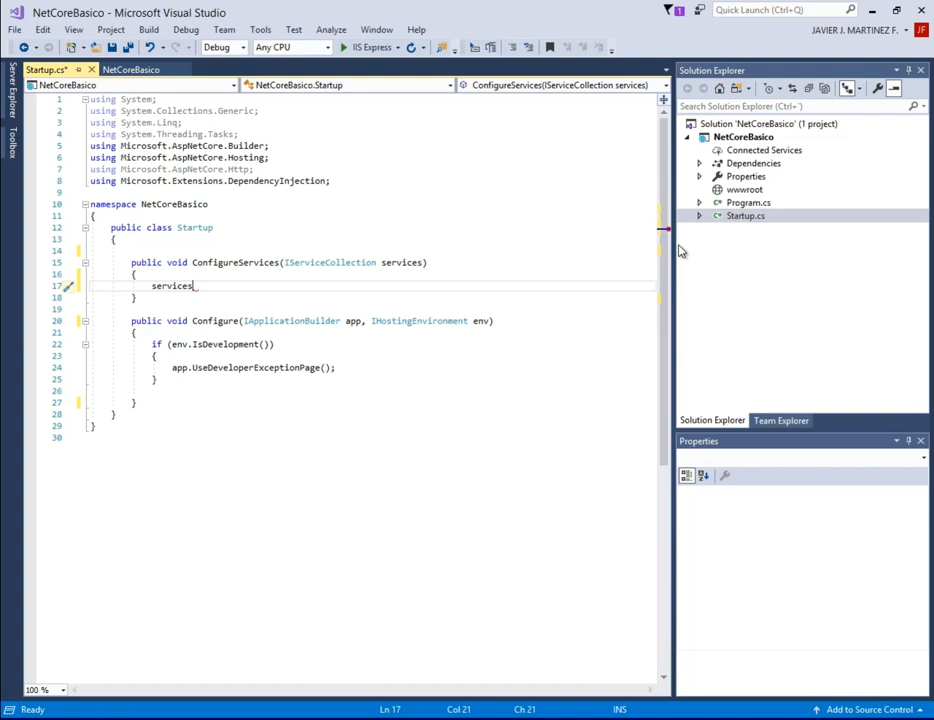 NetCoreBasico - Microsoft Visual Studio
1
Quick Launch (Ctrl+Q)
File Edit View Project Build Debug Team Tools Test Analyze Window Help
JAVIER J. MARTINEZ F. JF
Debug Any CPU IIS Express
Server Explorer
Toolbox
Startup.cs* NetCoreBasico
NetCoreBasico NetCoreBasico.Startup ConfigureServices(IServiceCollection services)
1 using System;
2 using System.Collections.Generic;
3 using System.Linq;
4 using System.Threading.Tasks;
5 using Microsoft.AspNetCore.Builder;
6 using Microsoft.AspNetCore.Hosting;
7 using Microsoft.AspNetCore.Http;
8 using Microsoft.Extensions.DependencyInjection;
9
10 namespace NetCoreBasico
11 {
12 public class Startup
13 {
14
15 public void ConfigureServices(IServiceCollection services)
16 {
17 services
18 }
19
20 public void Configure(IApplicationBuilder app, IHostingEnvironment env)
21 {
22 if (env.IsDevelopment())
23 {
24 app.UseDeveloperExceptionPage();
25 }
26
27 }
28 }
29 }
30
100 %
Solution Explorer
Search Solution Explorer (Ctrl+´)
Solution 'NetCoreBasico' (1 project)
NetCoreBasico
Connected Services
Dependencies
Properties
wwwroot
C# Program.cs
C# Startup.cs
Solution Explorer Team Explorer
Properties
Ready Ln 17 Col 21 Ch 21 INS Add to Source Control